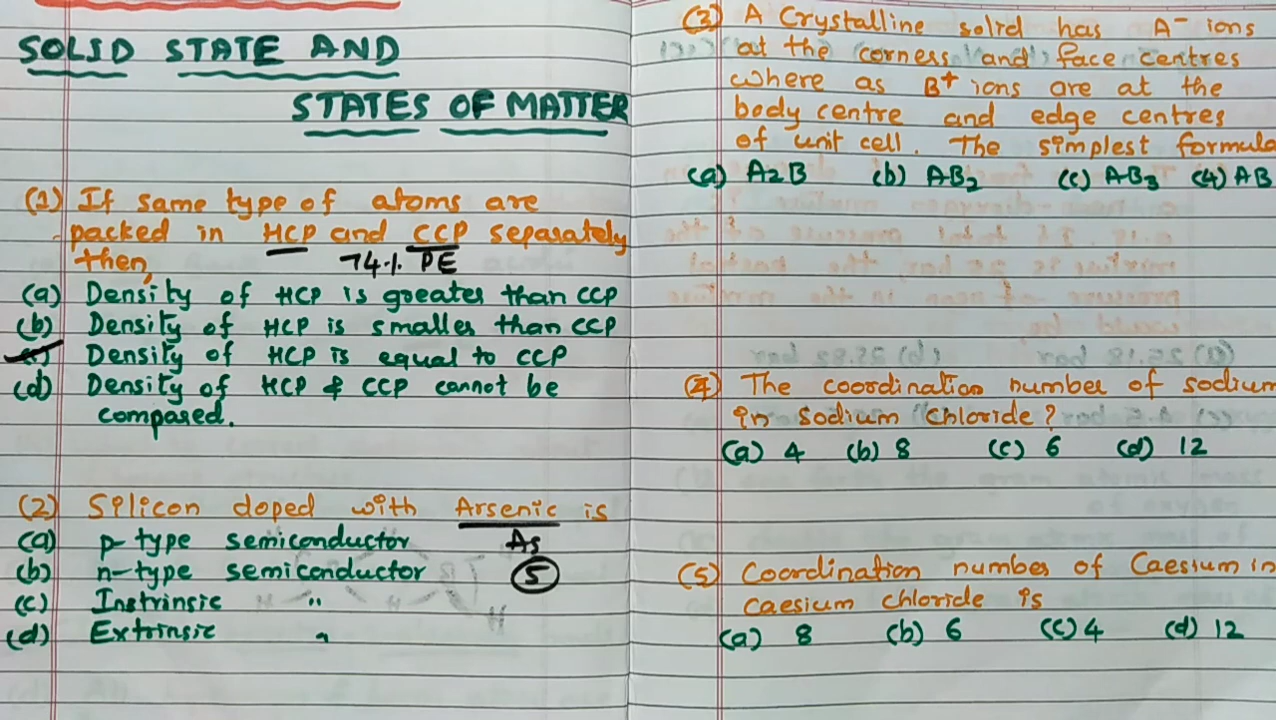 SOLID STATE AND
STATES OF MATTER
(1) If same type of atoms are
packed in HCP and CCP separately
then, 74% PE
(a) Density of HCP is greater than CCP
(b) Density of HCP is smaller than CCP
(c) Density of HCP is equal to CCP
(d) Density of HCP & CCP cannot be
compared.
(2) Silicon doped with Arsenic is
As
(a) p-type semiconductor
(b) n-type semiconductor 5
(c) Instrinsic "
(d) Extrinsic "
(3) A Crystalline solid has A⁻ ions
at the corners and face centres
where as B⁺ ions are at the
body centre and edge centres
of unit cell. The simplest formula
(a) A₂B (b) AB₂ (c) AB₃ (4) AB
(4) The coordination number of sodium
in sodium chloride?
(a) 4 (b) 8 (c) 6 (d) 12
(5) Coordination number of Caesium in
caesium chloride is
(a) 8 (b) 6 (c) 4 (d) 12